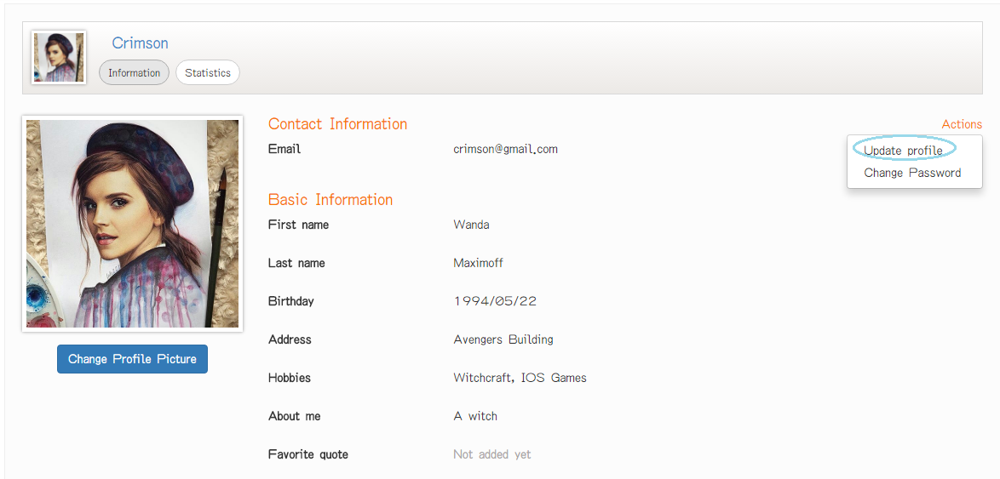 Crimson
Information Statistics
Contact Information
Actions
Email crimson@gmail.com
Update profile
Change Password
Basic Information
First name Wanda
Last name Maximoff
Birthday 1994/05/22
Address Avengers Building
Change Profile Picture
Hobbies Witchcraft, IOS Games
About me A witch
Favorite quote Not added yet